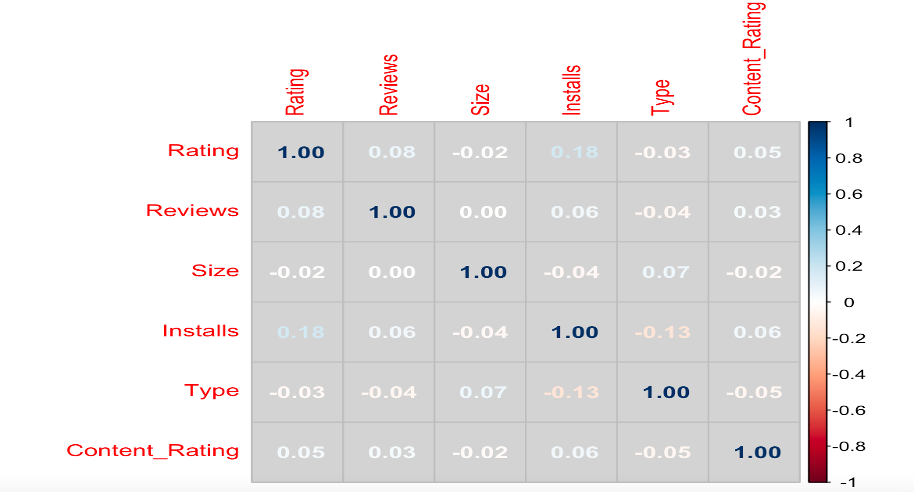 Rating Reviews Size Installs Type Content_Rating
Rating 1.00 0.08 -0.02 0.18 -0.03 0.05
Reviews 0.08 1.00 0.00 0.06 -0.04 0.03
Size -0.02 0.00 1.00 -0.04 0.07 -0.02
Installs 0.18 0.06 -0.04 1.00 -0.13 0.06
Type -0.03 -0.04 0.07 -0.13 1.00 -0.05
Content_Rating 0.05 0.03 -0.02 0.06 -0.05 1.00
1
0.8
0.6
0.4
0.2
0
-0.2
-0.4
-0.6
-0.8
-1